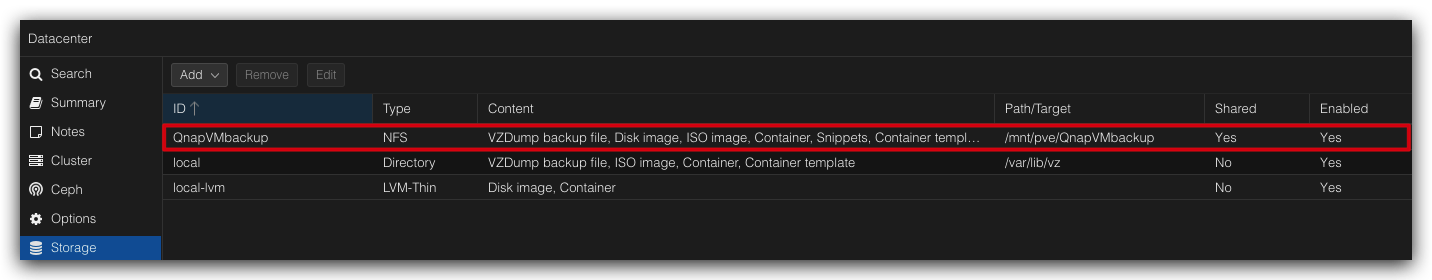 Datacenter
Search
Summary
Notes
Cluster
Ceph
Options
Storage
Add Remove Edit
ID Type Content Path/Target Shared Enabled
QnapVMbackup NFS VZDump backup file, Disk image, ISO image, Container, Snippets, Container templ... /mnt/pve/QnapVMbackup Yes Yes
local Directory VZDump backup file, ISO image, Container, Container template /var/lib/vz No Yes
local-lvm LVM-Thin Disk image, Container No Yes